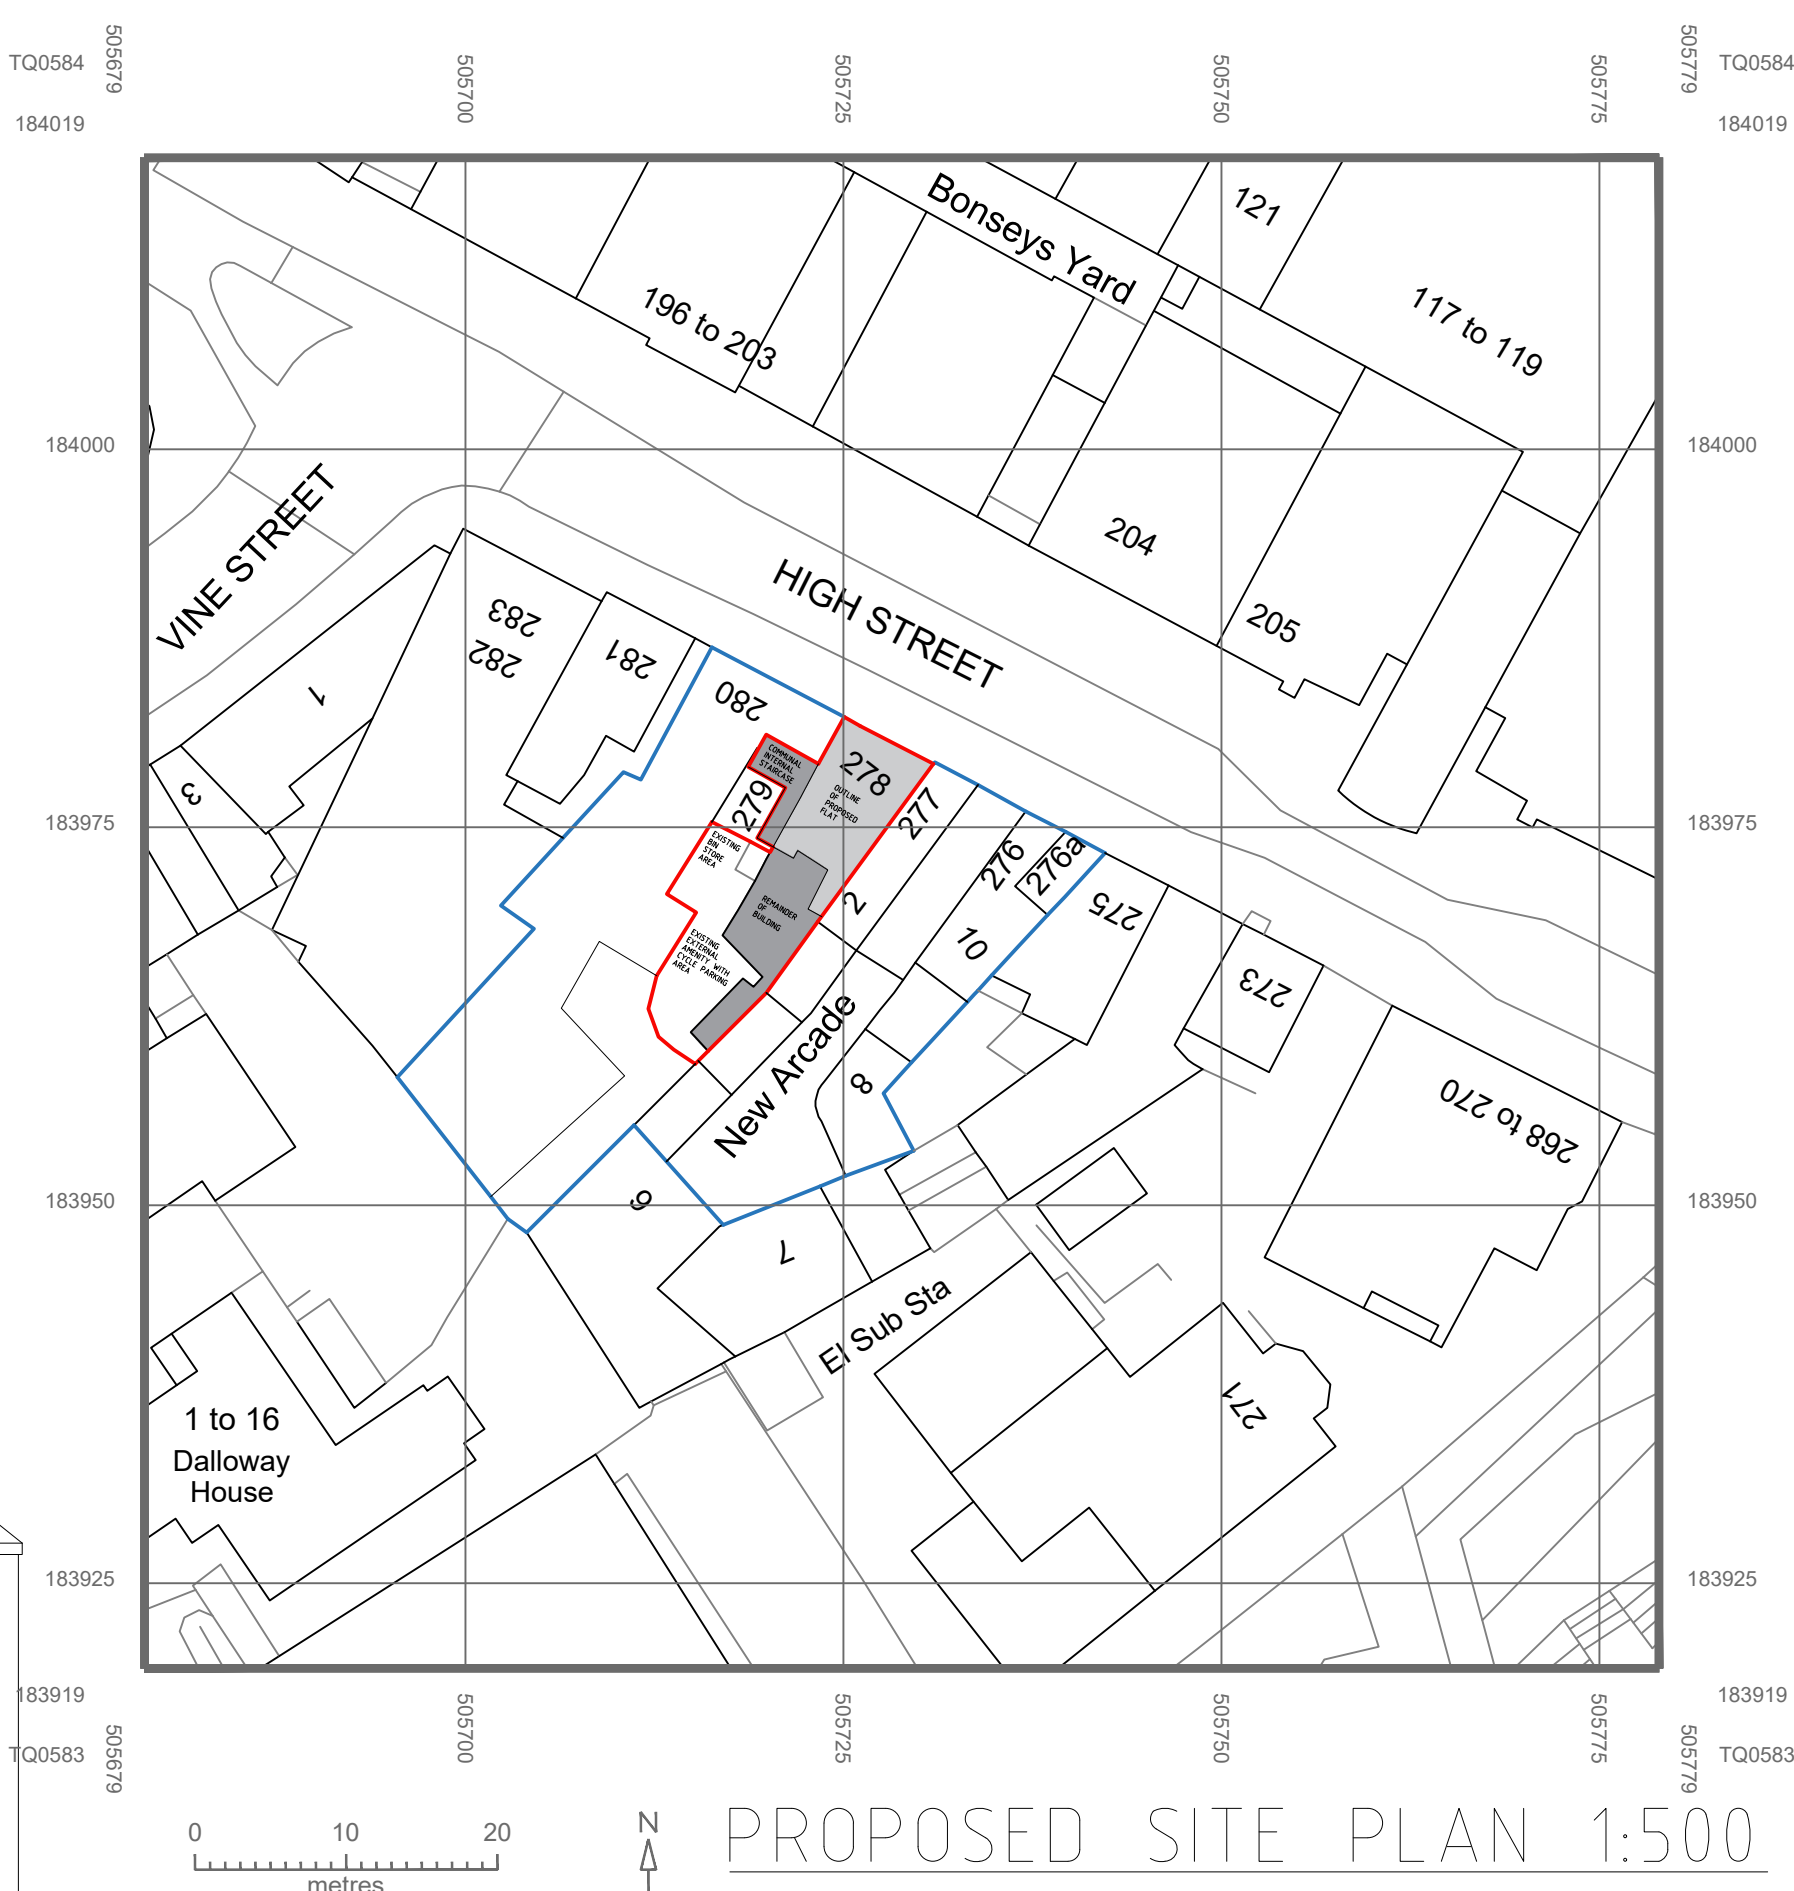 505679
505700
505725
505750
505775
505779
TQ0584
TQ0584
184019
184019
Bonseys Yard
121
196 to 203
117 to 119
184000
184000
VINE STREET
HIGH STREET
204
205
283
282
281
280
1
3
278
COMMUNAL
INTERNAL
STAIRCASE
OUTLINE
OF
PROPOSED
FLAT
279
277
183975
183975
EXISTING
BIN
STORE
AREA
276
276a
275
2
10
REMAINDER
OF
BUILDING
EXISTING
EXTERNAL
AMENITY WITH
CYCLE PARKING
AREA
273
New Arcade
8
268 to 270
183950
183950
6
7
El Sub Sta
271
1 to 16
Dalloway
House
183925
183925
183919
183919
505679
505700
505725
505750
505775
505779
TQ0583
TQ0583
0 10 20
metres
N
PROPOSED SITE PLAN 1:500